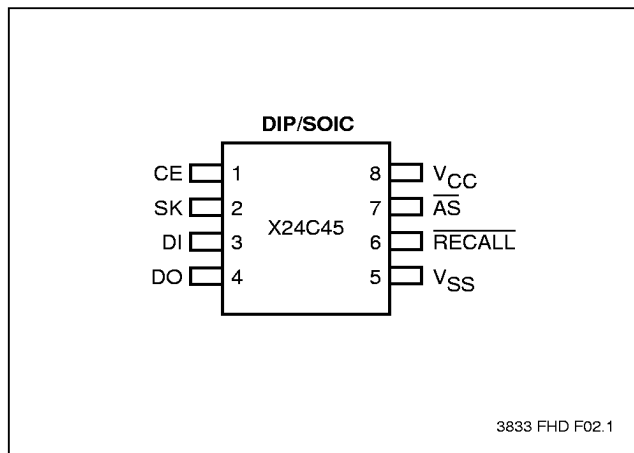 DIP/SOIC
CE 1 8 VCC
SK 2 7 AS
X24C45
DI 3 6 RECALL
DO 4 5 VSS
3833 FHD F02.1